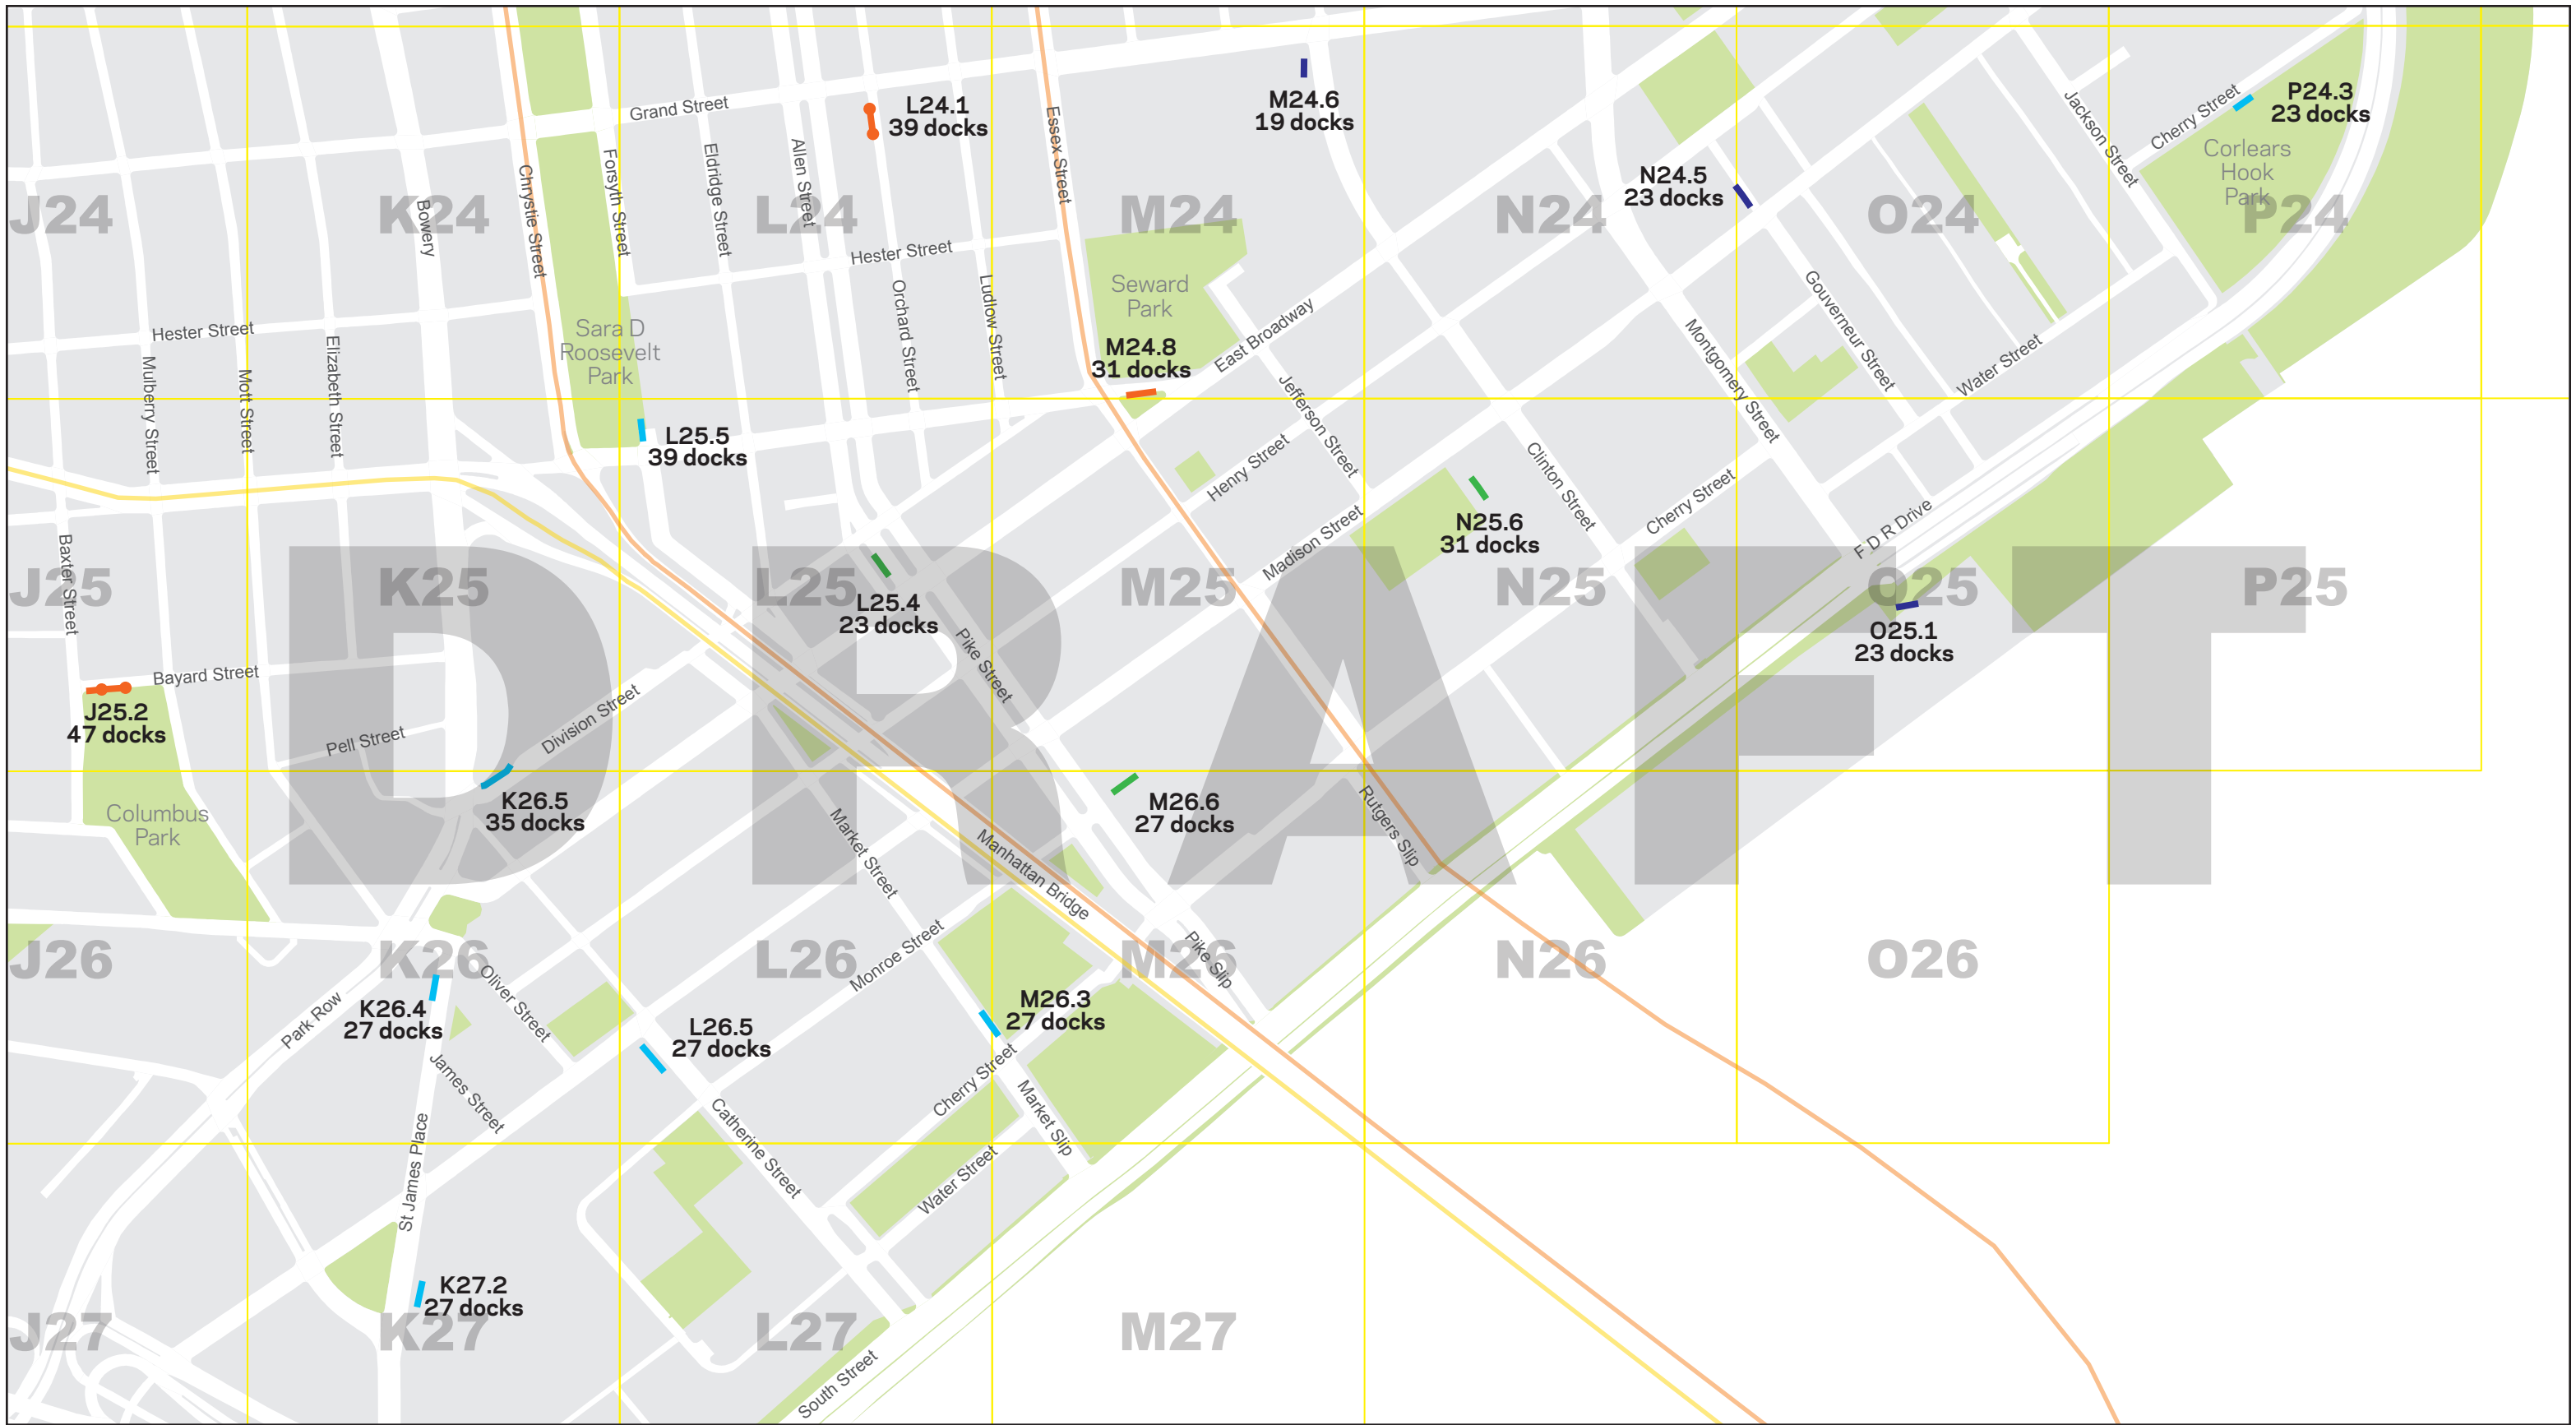 Grand Street
L24.1
39 docks
M24.6
19 docks
Essex Street
P24.3
23 docks
Jackson Street
Cherry Street
Corlears
Hook
Park
N24.5
23 docks
Chrystie Street
Forsyth Street
Eldridge Street
Allen Street
Bowery
J24
K24
L24
M24
N24
O24
P24
Hester Street
Seward
Park
Orchard Street
Ludlow Street
Gouverneur Street
Hester Street
Mulberry Street
Mott Street
Elizabeth Street
Sara D
Roosevelt
Park
M24.8
31 docks
East Broadway
Jefferson Street
Montgomery Street
Water Street
L25.5
39 docks
Henry Street
Clinton Street
Cherry Street
Madison Street
N25.6
31 docks
F D R Drive
Baxter Street
DRAFT
J25
K25
L25
M25
N25
O25
P25
L25.4
23 docks
O25.1
23 docks
Pike Street
Bayard Street
J25.2
47 docks
Pell Street
Division Street
K26.5
35 docks
M26.6
27 docks
Columbus
Park
Market Street
Manhattan Bridge
Rutgers Slip
J26
K26
L26
M26
N26
O26
Monroe Street
Pike Slip
Oliver Street
Park Row
K26.4
27 docks
L26.5
27 docks
M26.3
27 docks
James Street
Cherry Street
Market Slip
St James Place
Catherine Street
Water Street
K27.2
27 docks
J27
K27
L27
M27
South Street